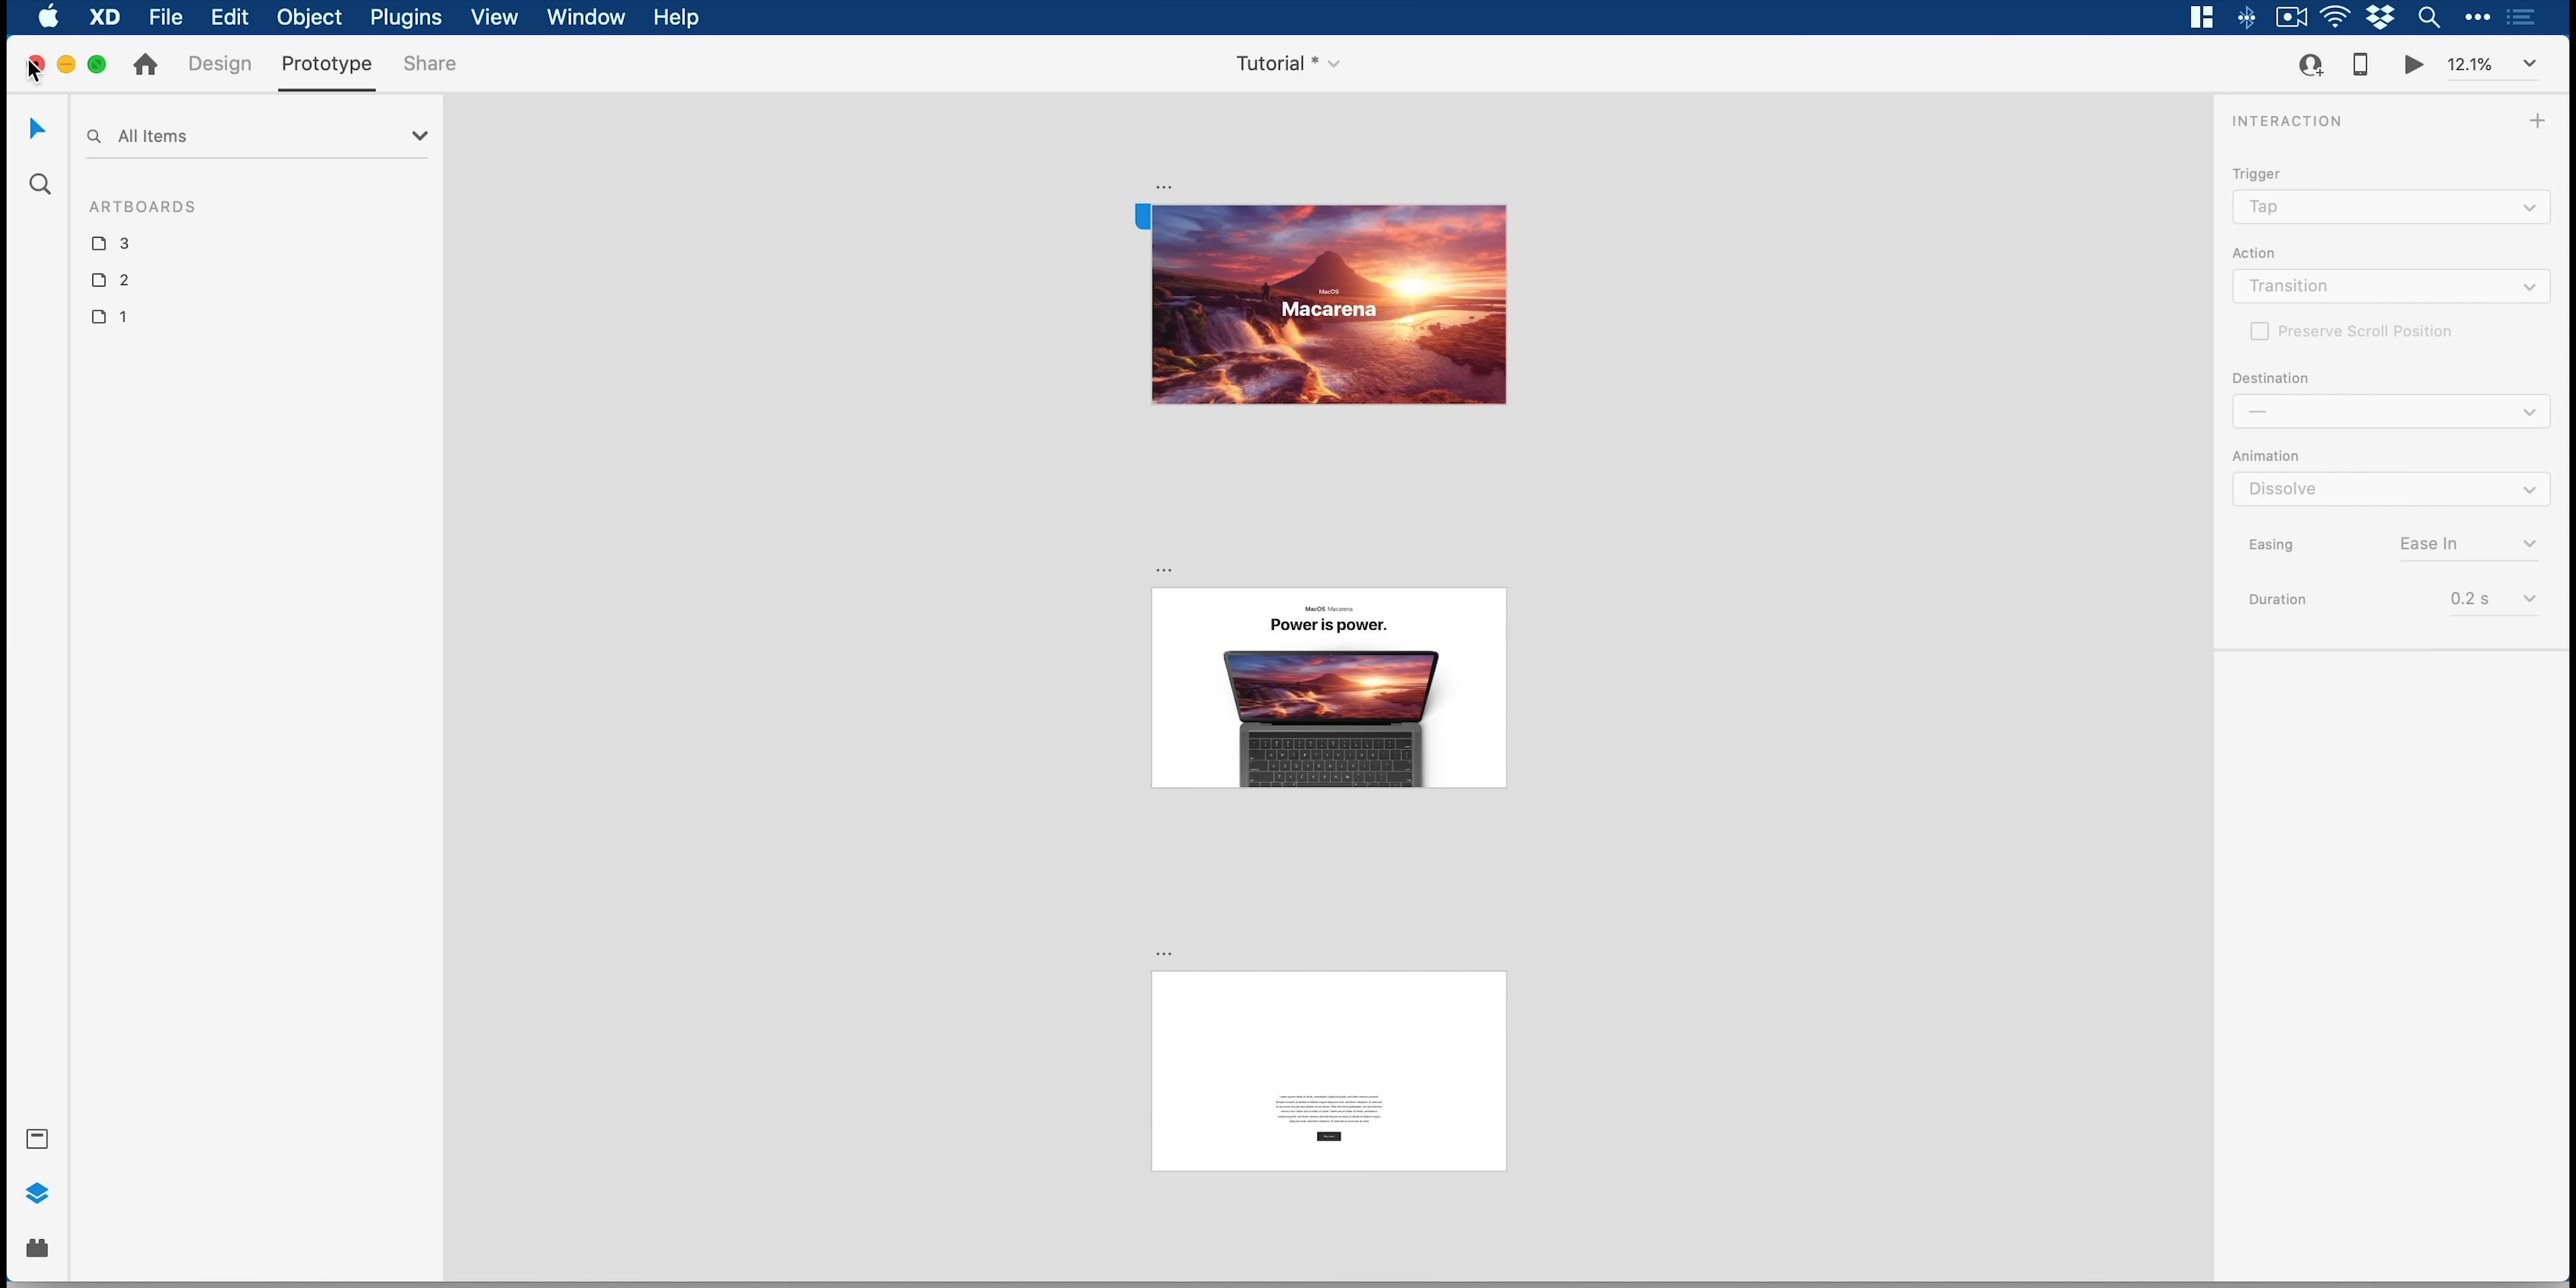 XD File Edit Object Plugins View Window Help
Design Prototype Share
Tutorial *
12.1%
All Items
ARTBOARDS
3
2
1
MacOS
Macarena
MacOS Macarena
Power is power.
INTERACTION
Trigger
Tap
Action
Transition
Preserve Scroll Position
Destination
Animation
Dissolve
Easing Ease In
Duration 0.2 s